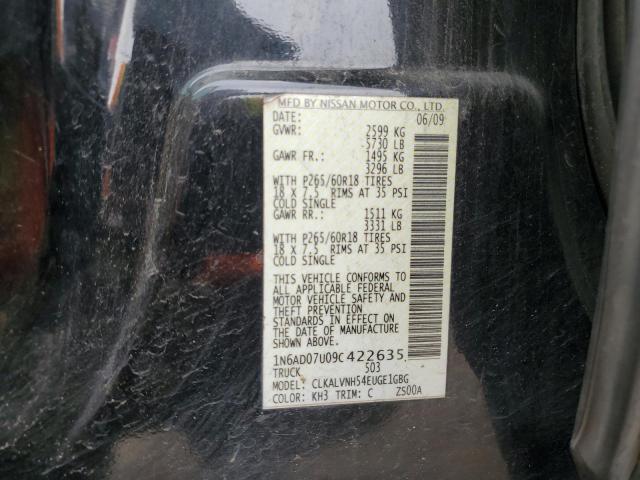 MFD BY NISSAN MOTOR CO., LTD.
DATE: 06/09
GVWR: 2599 KG
5730 LB
GAWR FR.: 1495 KG
3296 LB
WITH P265/60R18 TIRES
18 X 7.5 RIMS AT 35 PSI
COLD SINGLE
GAWR RR.: 1511 KG
3331 LB
WITH P265/60R18 TIRES
18 X 7.5 RIMS AT 35 PSI
COLD SINGLE
THIS VEHICLE CONFORMS TO
ALL APPLICABLE FEDERAL
MOTOR VEHICLE SAFETY AND
THEFT PREVENTION
STANDARDS IN EFFECT ON
THE DATE OF MANUFACTURE
SHOWN ABOVE.
1N6AD07U09C422635
TRUCK 503
MODEL: CLKALVNH54EUGE1GBG
COLOR: KH3 TRIM: C ZS00A